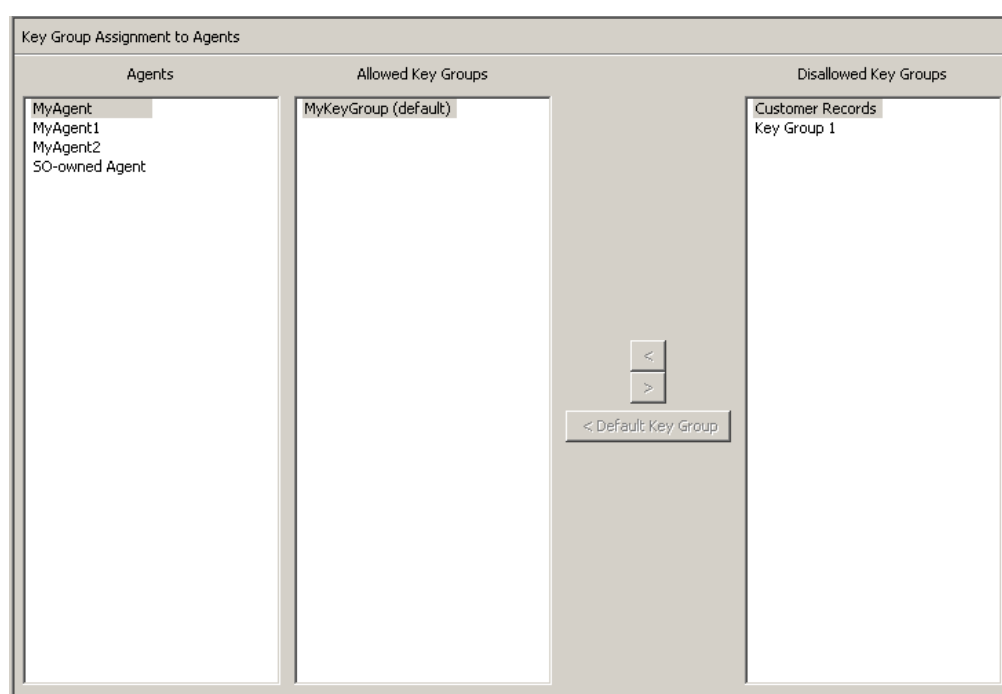 Key Group Assignment to Agents
Agents
Allowed Key Groups
Disallowed Key Groups
MyAgent
MyAgent1
MyAgent2
SO-owned Agent
MyKeyGroup (default)
<
>
< Default Key Group
Customer Records
Key Group 1